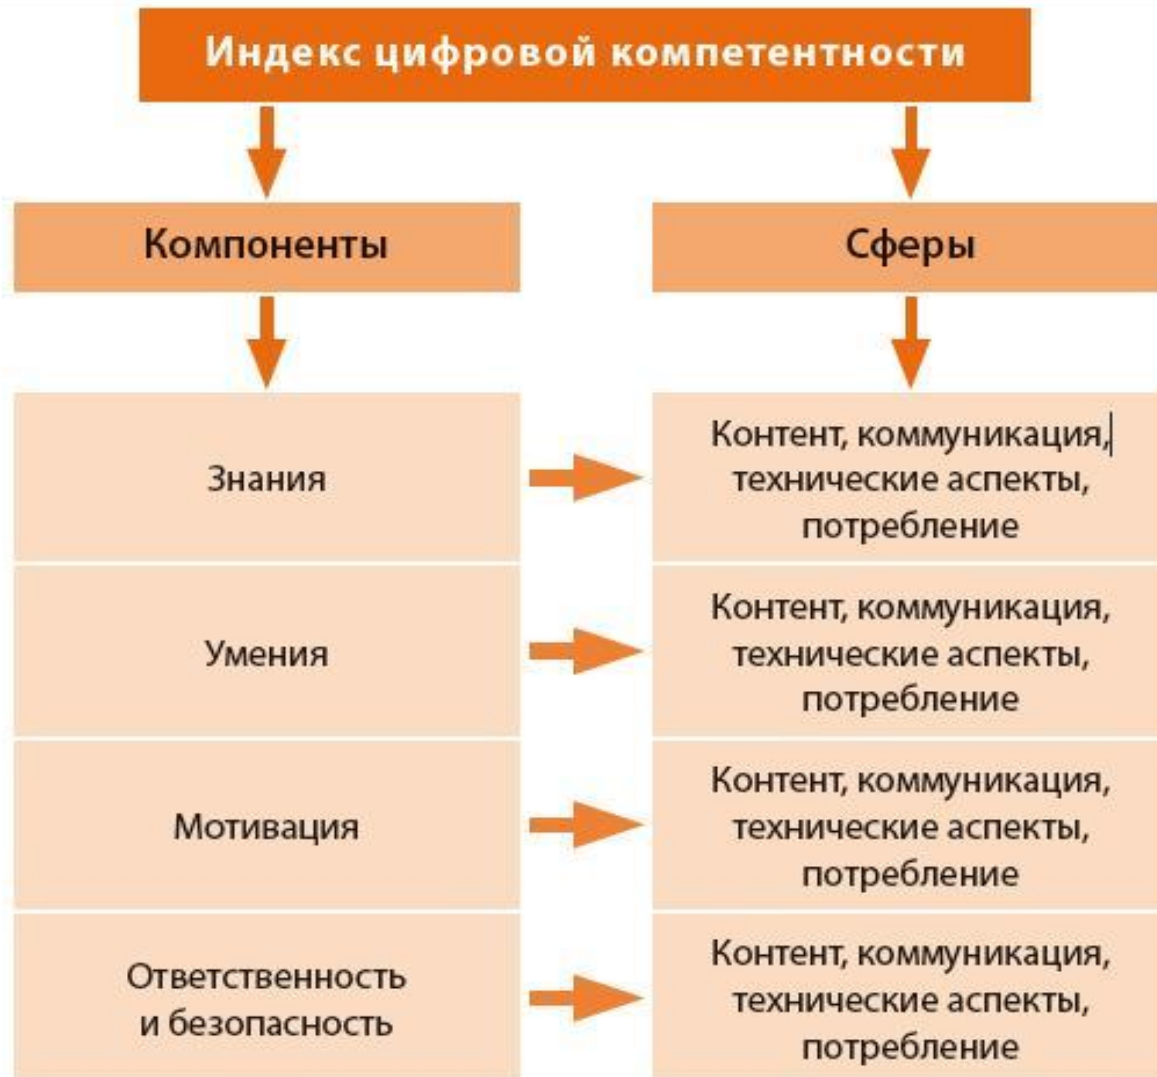 Индекс цифровой компетентности
Компоненты
Сферы
Знания
Контент, коммуникация,
технические аспекты,
потребление
Умения
Контент, коммуникация,
технические аспекты,
потребление
Мотивация
Контент, коммуникация,
технические аспекты,
потребление
Ответственность
и безопасность
Контент, коммуникация,
технические аспекты,
потребление